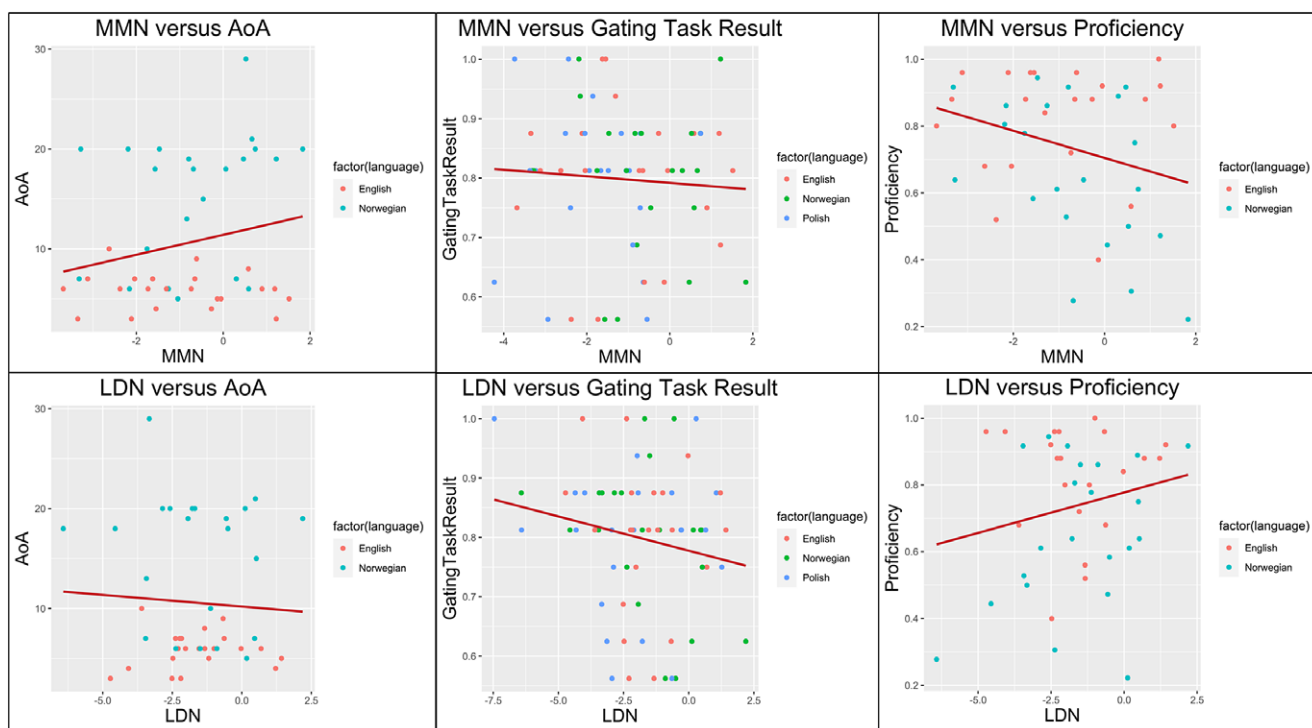 MMN versus AoA
30
20
10
AoA
-2
0
2
MMN
factor(language)
English
Norwegian
MMN versus Gating Task Result
1.0
0.9
0.8
0.7
0.6
GatingTaskResult
-4
-3
-2
-1
0
1
2
MMN
factor(language)
English
Norwegian
Polish
MMN versus Proficiency
1.0
0.8
0.6
0.4
0.2
Proficiency
-2
0
2
MMN
factor(language)
English
Norwegian
LDN versus AoA
30
20
10
AoA
-5.0
-2.5
0.0
2.5
LDN
factor(language)
English
Norwegian
LDN versus Gating Task Result
1.0
0.9
0.8
0.7
0.6
GatingTaskResult
-7.5
-5.0
-2.5
0.0
2.5
LDN
factor(language)
English
Norwegian
Polish
LDN versus Proficiency
1.0
0.8
0.6
0.4
0.2
Proficiency
-5.0
-2.5
0.0
2.5
LDN
factor(language)
English
Norwegian